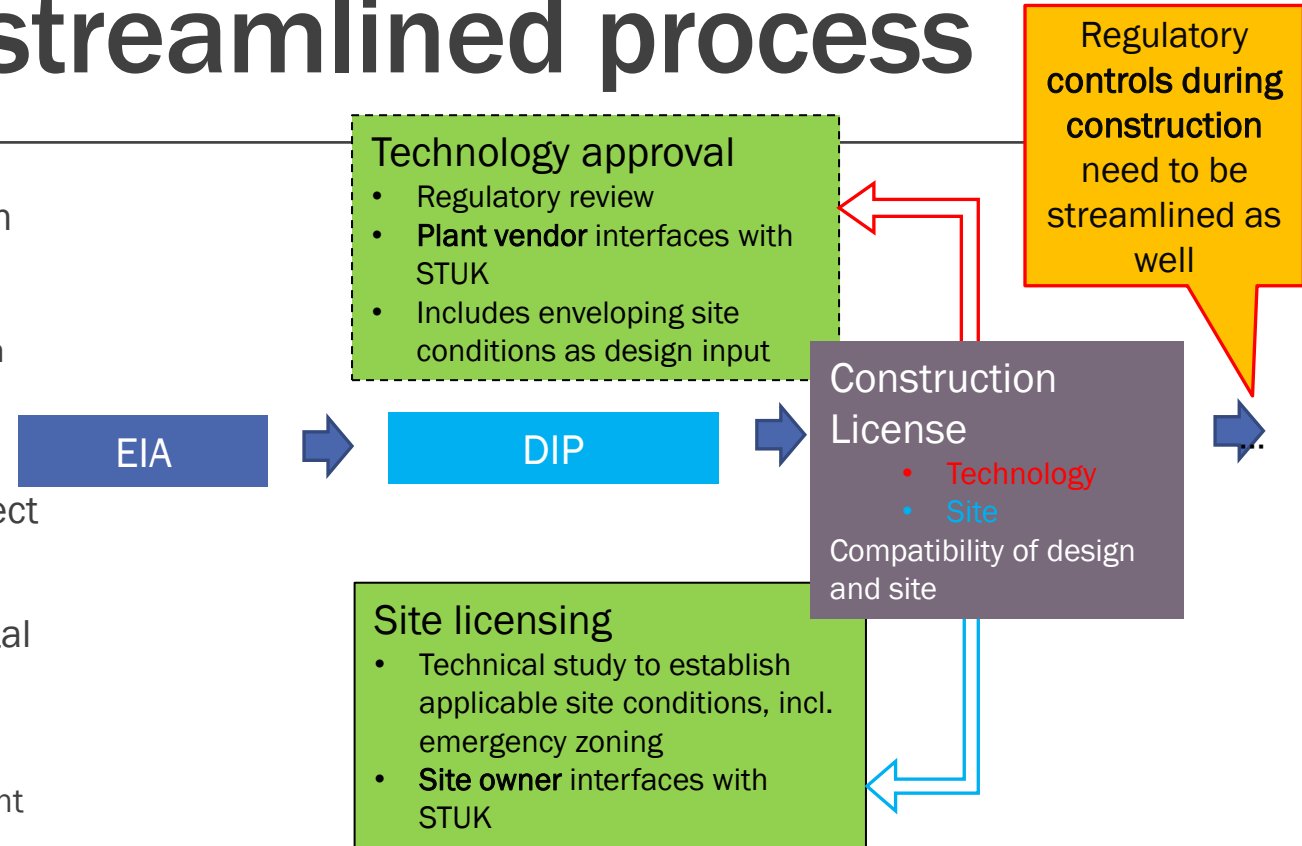 streamlined process
Regulatory
controls during
construction
need to be
streamlined as
well
Technology approval
• Regulatory review
• Plant vendor interfaces with
STUK
• Includes enveloping site
conditions as design input
EIA
DIP
Construction
License
• Technology
• Site
Compatibility of design
and site
...
Site licensing
• Technical study to establish
applicable site conditions, incl.
emergency zoning
• Site owner interfaces with
STUK